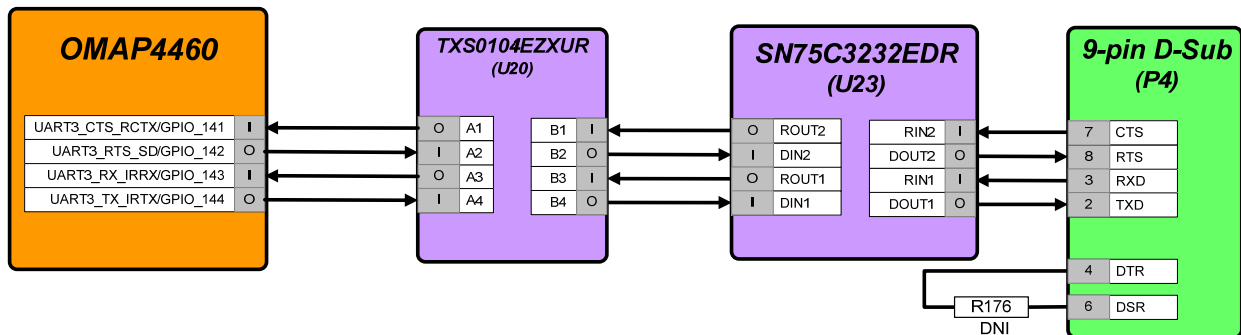 OMAP4460
UART3_CTS_RCTX/GPIO_141 I
UART3_RTS_SD/GPIO_142 O
UART3_RX_IRRX/GPIO_143 I
UART3_TX_IRTX/GPIO_144 O
TXS0104EZXUR
(U20)
O A1 B1 I
I A2 B2 O
O A3 B3 I
I A4 B4 O
SN75C3232EDR
(U23)
O ROUT2 RIN2 I
I DIN2 DOUT2 O
O ROUT1 RIN1 I
I DIN1 DOUT1 O
9-pin D-Sub
(P4)
7 CTS
8 RTS
3 RXD
2 TXD
4 DTR
6 DSR
R176
DNI